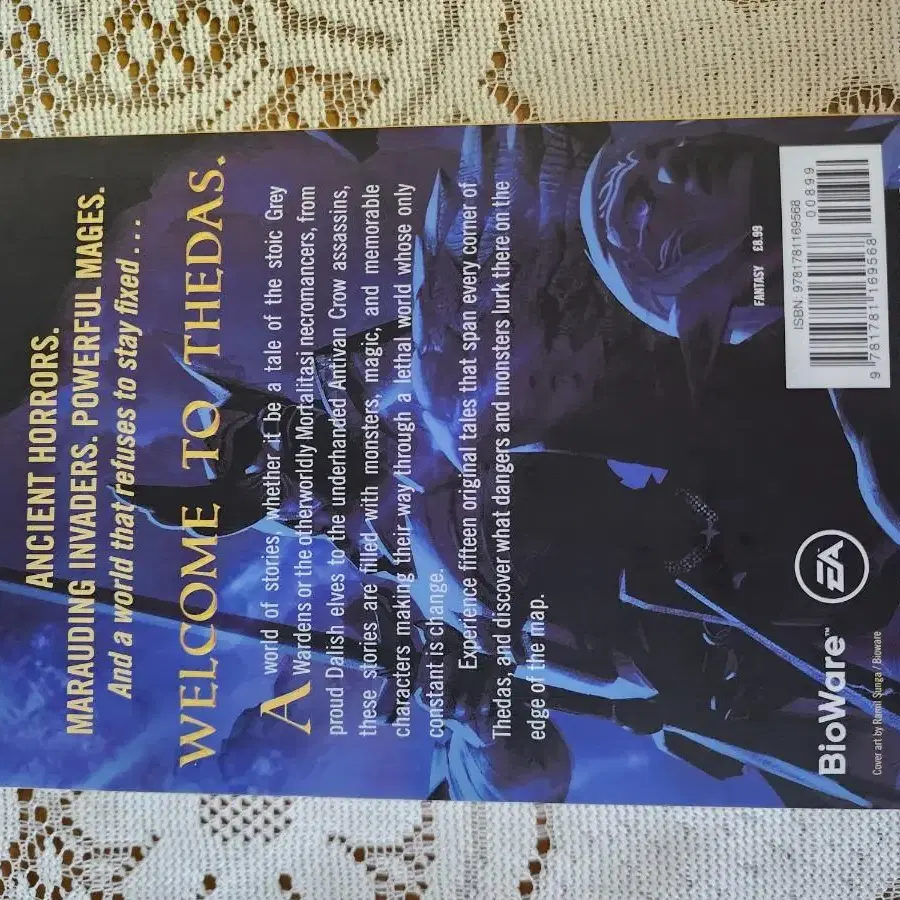 ANCIENT HORRORS.
MARAUDING INVADERS. POWERFUL MAGES.
And a world that refuses to stay fixed . . .
WELCOME TO THEDAS.
A world of stories, whether it be a tale of the stoic Grey
Wardens or the otherworldly Mortalitasi necromancers, from
proud Dalish elves to the underhanded Antivan Crow assassins,
these stories are filled with monsters, magic, and memorable
characters making their way through a lethal world whose only
constant is change.
Experience fifteen original tales that span every corner of
Thedas, and discover what dangers and monsters lurk there on the
edge of the map.
FANTASY £8.99
ISBN: 9781781169568
00899
9 781781 169568
BioWare™
EA
Cover art by Ramil Sunga / Bioware